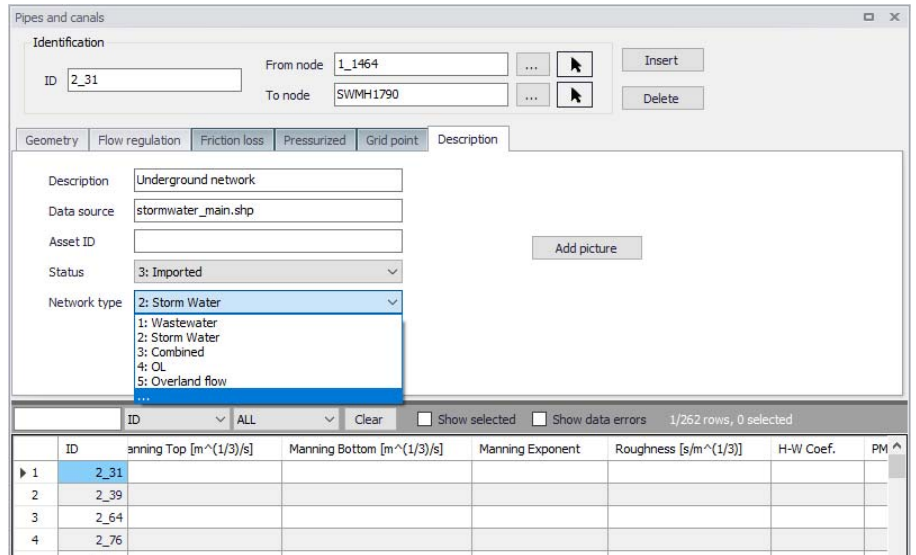 Pipes and canals
Identification
ID 2_31
From node 1_1464 ... Insert
To node SWMH1790 ... Delete
Geometry Flow regulation Friction loss Pressurized Grid point Description
Description Underground network
Data source stormwater_main.shp
Asset ID
Add picture
Status 3: Imported
Network type 2: Storm Water
1: Wastewater
2: Storm Water
3: Combined
4: OL
5: Overland flow
...
ID ALL Clear Show selected Show data errors 1/262 rows, 0 selected
ID anning Top [m^(1/3)/s] Manning Bottom [m^(1/3)/s] Manning Exponent Roughness [s/m^(1/3)] H-W Coef. PM
1 2_31
2 2_39
3 2_64
4 2_76